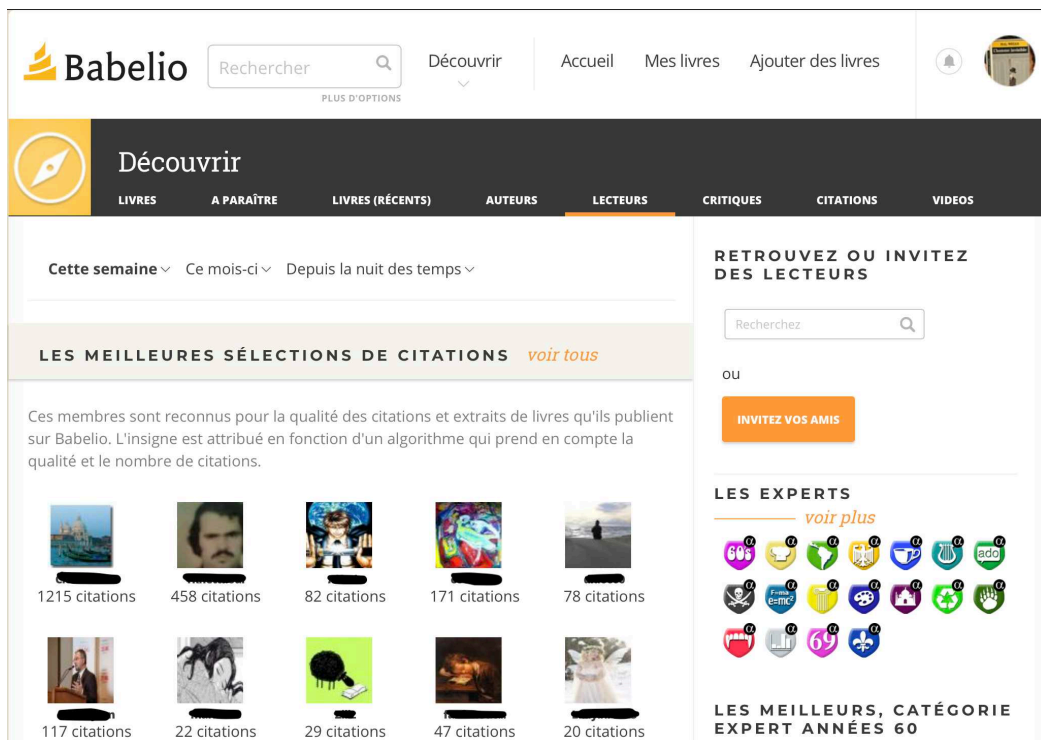 Babelio
Rechercher
PLUS D'OPTIONS
Découvrir
Accueil
Mes livres
Ajouter des livres
Découvrir
LIVRES
A PARAÎTRE
LIVRES (RÉCENTS)
AUTEURS
LECTEURS
CRITIQUES
CITATIONS
VIDEOS
Cette semaine
Ce mois-ci
Depuis la nuit des temps
LES MEILLEURES SÉLECTIONS DE CITATIONS voir tous
Ces membres sont reconnus pour la qualité des citations et extraits de livres qu'ils publient
sur Babelio. L'insigne est attribué en fonction d'un algorithme qui prend en compte la
qualité et le nombre de citations.
1215 citations
458 citations
82 citations
171 citations
78 citations
117 citations
22 citations
29 citations
47 citations
20 citations
RETROUVEZ OU INVITEZ
DES LECTEURS
Recherchez
ou
INVITEZ VOS AMIS
LES EXPERTS
voir plus
60s
ado
F=ma
e=mc2
69
LES MEILLEURS, CATÉGORIE
EXPERT ANNÉES 60